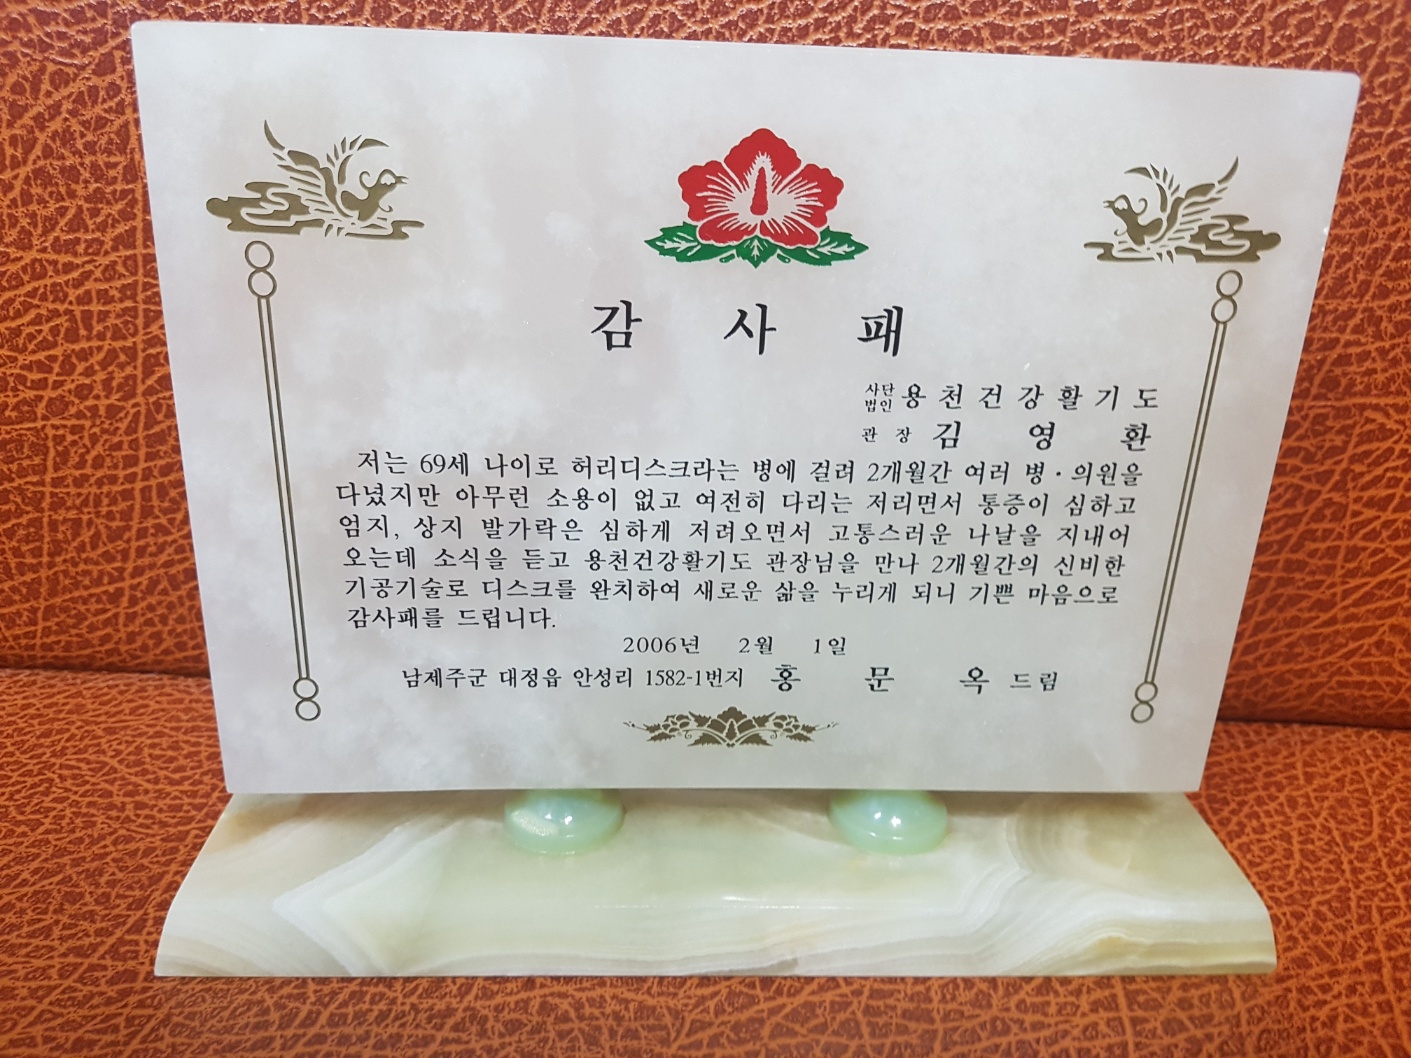 감 사 패
사단법인 용천건강활기도
관 장 김 영 환
저는 69세 나이로 허리디스크라는 병에 걸려 2개월간 여러 병·의원을
다녔지만 아무런 소용이 없고 여전히 다리는 저리면서 통증이 심하고
엄지, 상지 발가락은 심하게 저려오면서 고통스러운 나날을 지내어
오는데 소식을 듣고 용천건강활기도 관장님을 만나 2개월간의 신비한
기공기술로 디스크를 완치하여 새로운 삶을 누리게 되니 기쁜 마음으로
감사패를 드립니다.
2006년 2월 1일
남제주군 대정읍 안성리 1582-1번지 홍 문 옥 드림